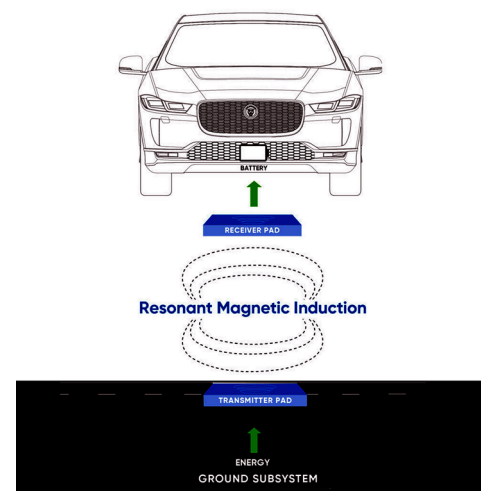 BATTERY
RECEIVER PAD
Resonant Magnetic Induction
TRANSMITTER PAD
ENERGY
GROUND SUBSYSTEM